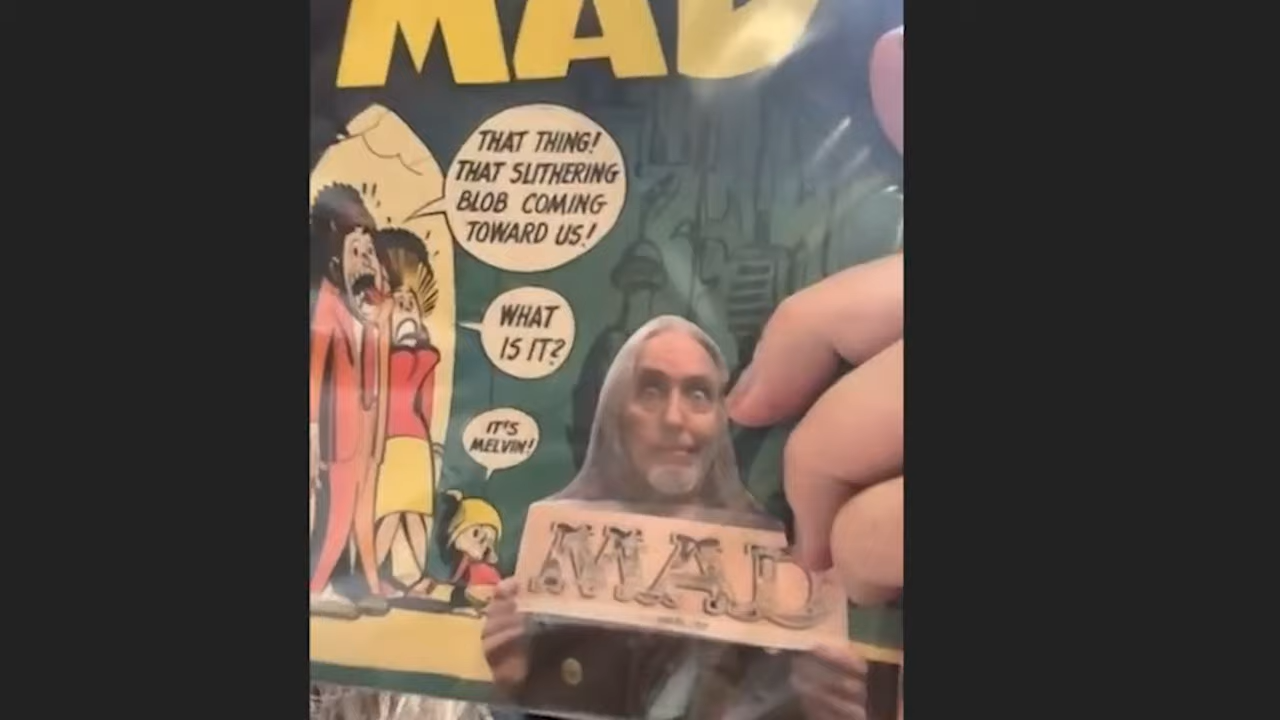 MAD
THAT THING!
THAT SLITHERING
BLOB COMING
TOWARD US!
WHAT
IS IT?
IT'S
MELVIN!
MAD